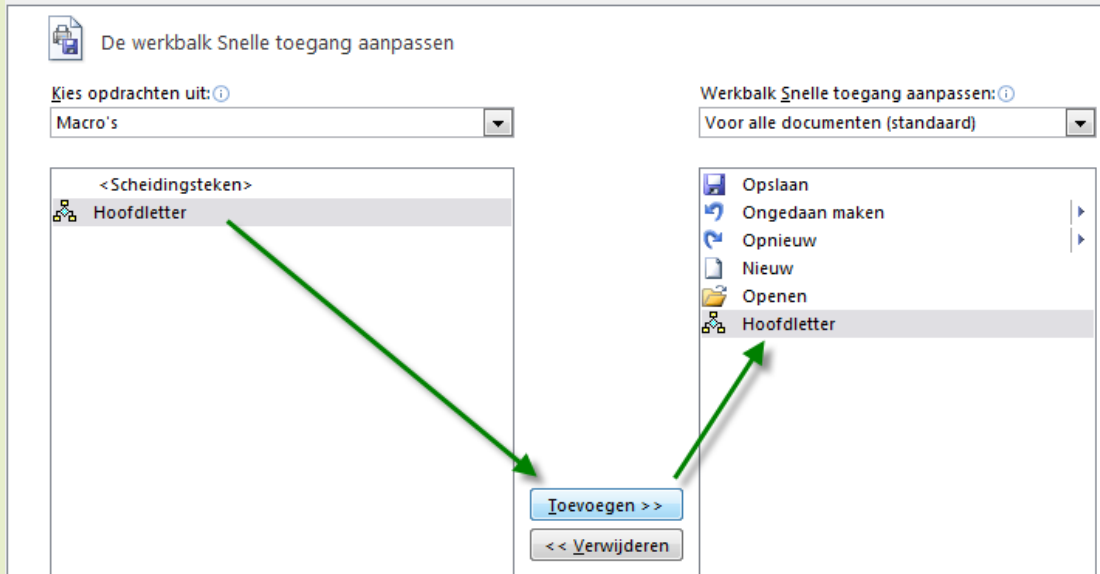 De werkbalk Snelle toegang aanpassen
Kies opdrachten uit:
Macro's
<Scheidingsteken>
Hoofdletter
Toevoegen >>
<< Verwijderen
Werkbalk Snelle toegang aanpassen:
Voor alle documenten (standaard)
Opslaan
Ongedaan maken
Opnieuw
Nieuw
Openen
Hoofdletter